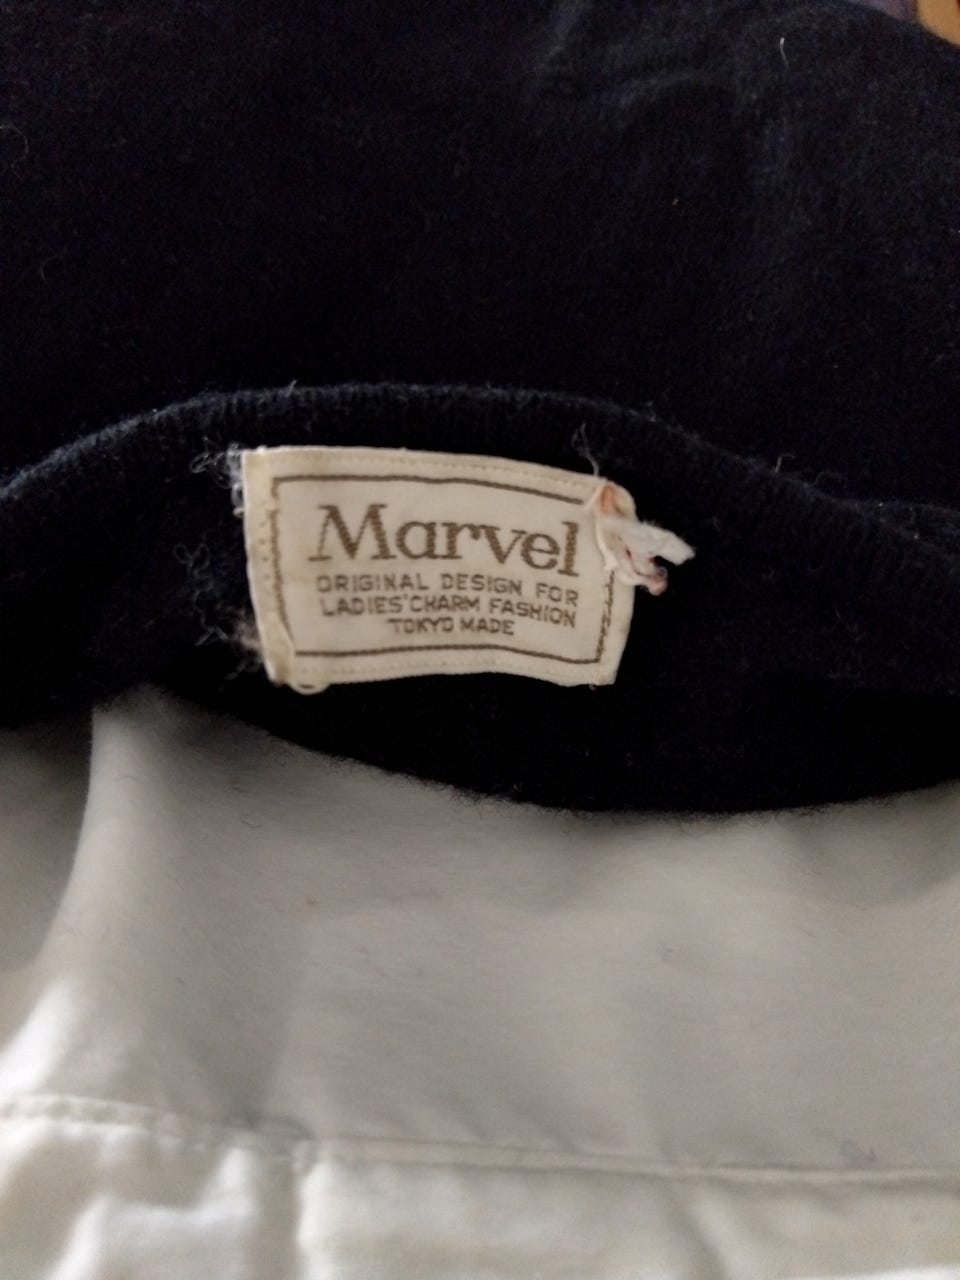 Marvel
ORIGINAL DESIGN FOR
LADIES' CHARM FASHION
TOKYO MADE